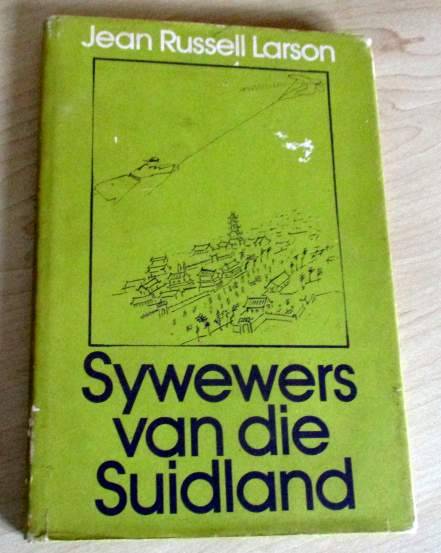 Jean Russell Larson
Sywewers
van die
Suidland